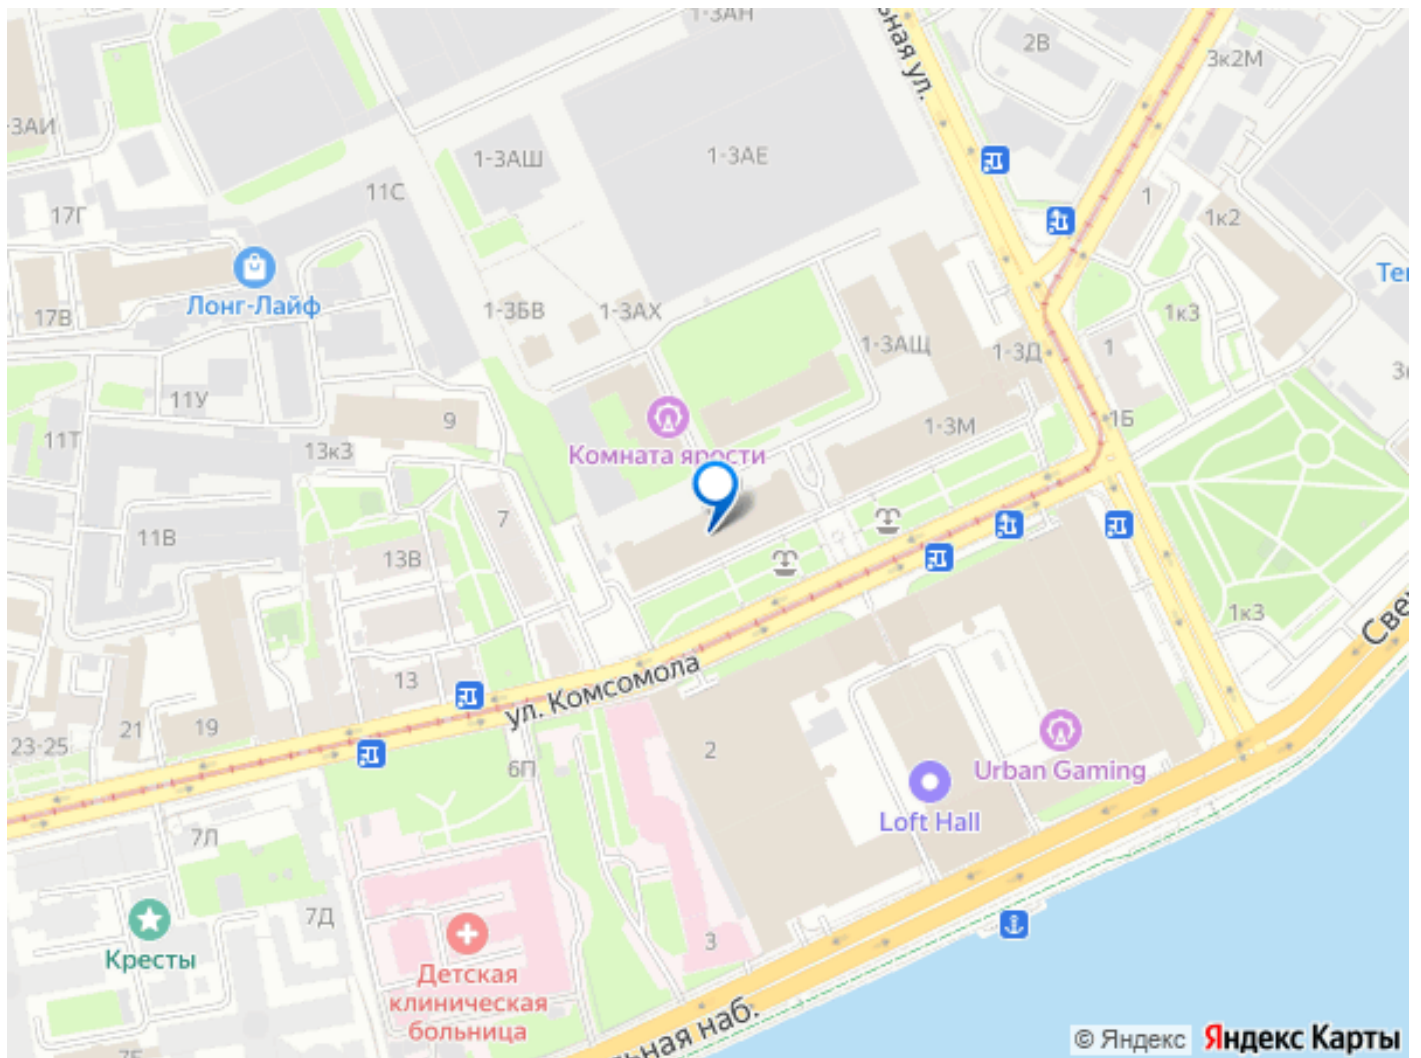 1-3АН
ьная ул.
2В
3к2М
-3АИ
1-3АШ
1-3АЕ
11С
1
1к2
17Г
Лонг-Лайф
17В
1-3БВ
1-3АХ
1к3
1-3АЩ
1-3Д
1
11У
9
1Б
1-3М
11Т
13к3
Комната ярости
7
11В
13В
1к3
13
ул. Комсомола
21
19
23-25
2
6П
Urban Gaming
Loft Hall
7Л
7Д
Кресты
3
Детская
клиническая
больница
ьная наб.
© Яндекс
Яндекс Карты